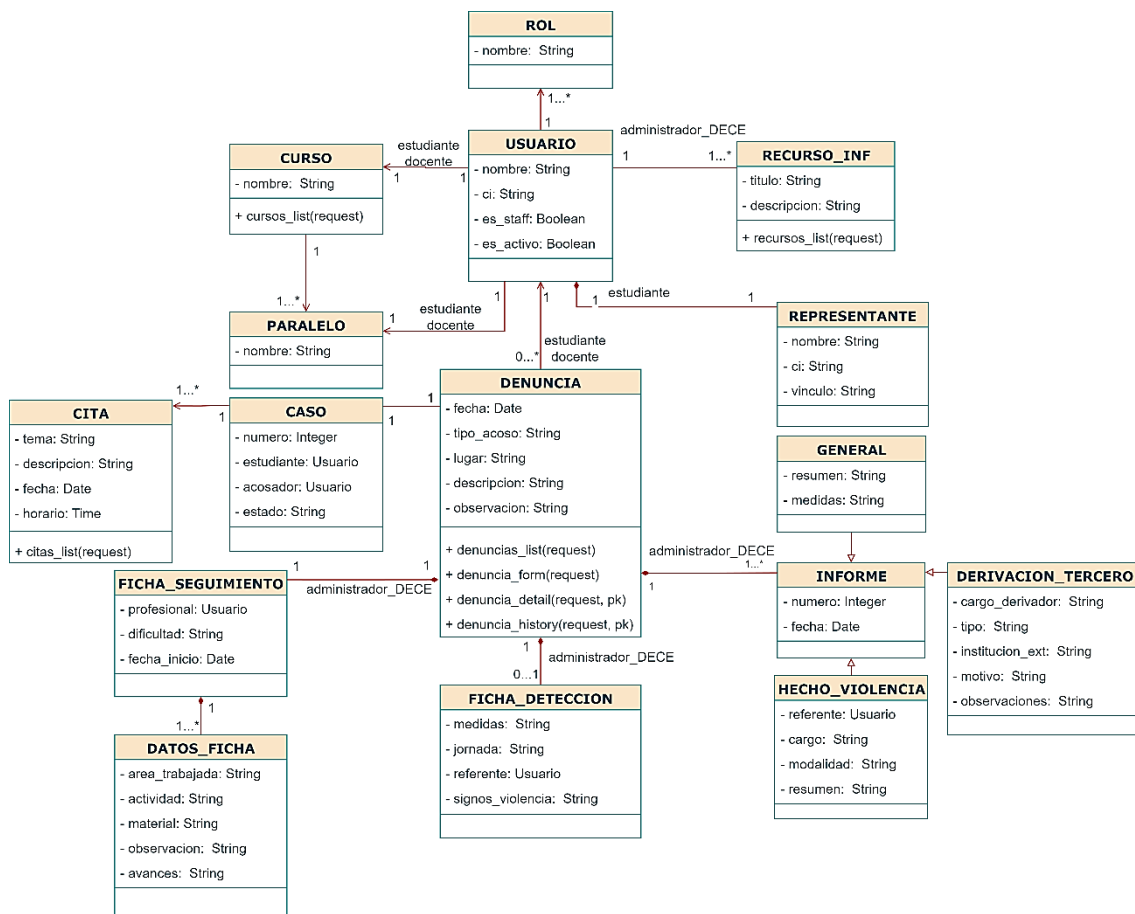 ROL
- nombre: String
1...*
1
USUARIO
- nombre: String
- ci: String
- es_staff: Boolean
- es_activo: Boolean
administrador_DECE
1
1...*
RECURSO_INF
- titulo: String
- descripcion: String
+ recursos_list(request)
estudiante
docente
1
1
CURSO
- nombre: String
+ cursos_list(request)
1
1...*
PARALELO
- nombre: String
1
estudiante
docente
1
1
estudiante
docente
0...*
1
estudiante
1
REPRESENTANTE
- nombre: String
- ci: String
- vinculo: String
DENUNCIA
- fecha: Date
- tipo_acoso: String
- lugar: String
- descripcion: String
- observacion: String
+ denuncias_list(request)
+ denuncia_form(request)
+ denuncia_detail(request, pk)
+ denuncia_history(request, pk)
1...*
1
1
1
CITA
- tema: String
- descripcion: String
- fecha: Date
- horario: Time
+ citas_list(request)
CASO
- numero: Integer
- estudiante: Usuario
- acosador: Usuario
- estado: String
GENERAL
- resumen: String
- medidas: String
administrador_DECE
1...*
1
INFORME
- numero: Integer
- fecha: Date
DERIVACION_TERCERO
- cargo_derivador: String
- tipo: String
- institucion_ext: String
- motivo: String
- observaciones: String
HECHO_VIOLENCIA
- referente: Usuario
- cargo: String
- modalidad: String
- resumen: String
1
1
administrador_DECE
FICHA_SEGUIMIENTO
- profesional: Usuario
- dificultad: String
- fecha_inicio: Date
1
1...*
DATOS_FICHA
- area_trabajada: String
- actividad: String
- material: String
- observacion: String
- avances: String
1
administrador_DECE
0...1
FICHA_DETECCION
- medidas: String
- jornada: String
- referente: Usuario
- signos_violencia: String